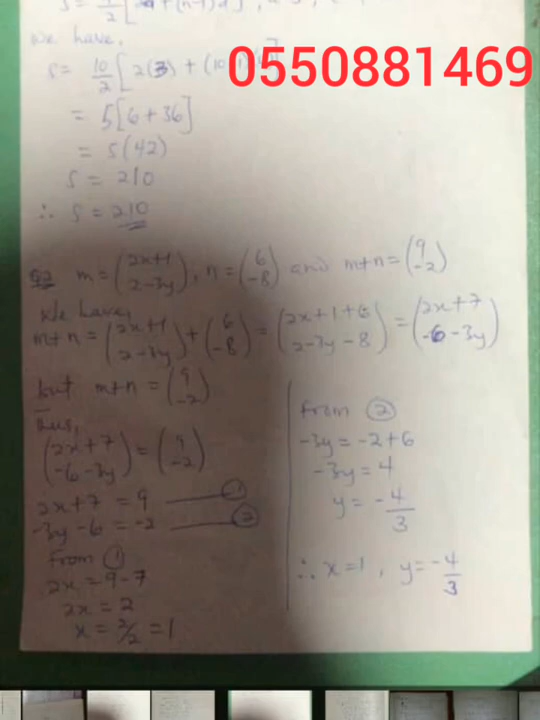 We have,
0550881469
S = 10/2 [2(3) + (10
= 5[6+36]
= 5(42)
S = 210
∴ S = 210
Q2 m = (2x+1 / 2-3y), n = (6 / -8) and m+n = (9 / -2)
We have,
m+n = (2x+1 / 2-3y) + (6 / -8) = (2x+1+6 / 2-3y-8) = (2x+7 / -6-3y)
but m+n = (9 / -2)
Thus,
(2x+7 / -6-3y) = (9 / -2)
2x+7 = 9 — 1
-3y-6 = -2 — 2
From 1
2x = 9-7
2x = 2
x = 2/2 = 1
From 2
-3y = -2+6
-3y = 4
y = -4/3
∴ x=1, y = -4/3